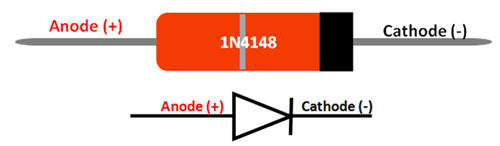 Anode (+)
1N4148
Cathode (-)
Anode (+)
Cathode (-)